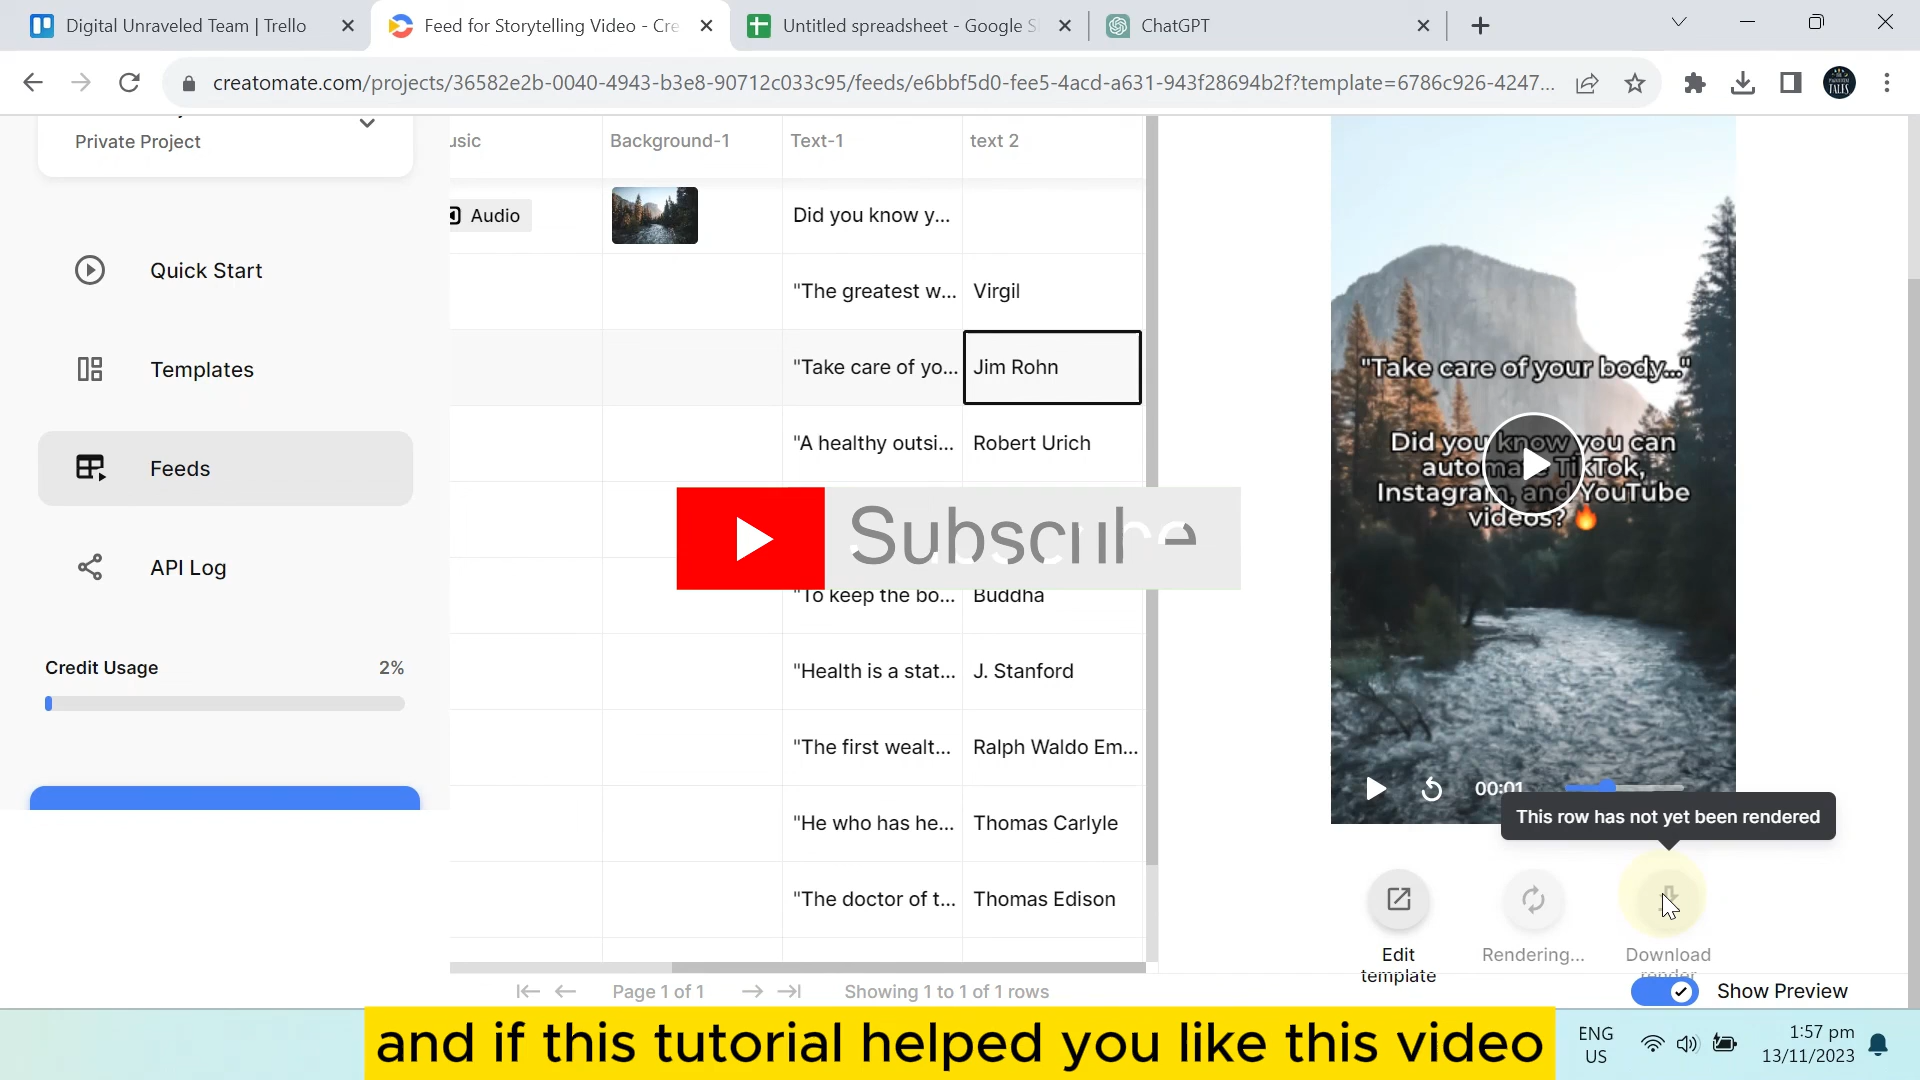 Digital Unraveled Team | Trello
Feed for Storytelling Video - Cre
Untitled spreadsheet - Google S
ChatGPT
creatomate.com/projects/36582e2b-0040-4943-b3e8-90712c033c95/feeds/e6bbf5d0-fee5-4acd-a631-943f28694b2f?template=6786c926-4247...
Private Project
usic
Background-1
Text-1
text 2
Audio
Did you know y...
Quick Start
"The greatest w...
Virgil
Templates
"Take care of yo...
Jim Rohn
"A healthy outsi...
Robert Urich
Feeds
Subscribe
API Log
"To keep the bo...
Buddha
Credit Usage
2%
"Health is a stat...
J. Stanford
"The first wealt...
Ralph Waldo Em...
"He who has he...
Thomas Carlyle
"The doctor of t...
Thomas Edison
"Take care of your body..."
Did you know you can
automate TikTok,
Instagram, and YouTube
videos? 🔥
00:01
This row has not yet been rendered
Edit
template
Rendering...
Download
render
Page 1 of 1
Showing 1 to 1 of 1 rows
Show Preview
and if this tutorial helped you like this video
ENG
US
1:57 pm
13/11/2023